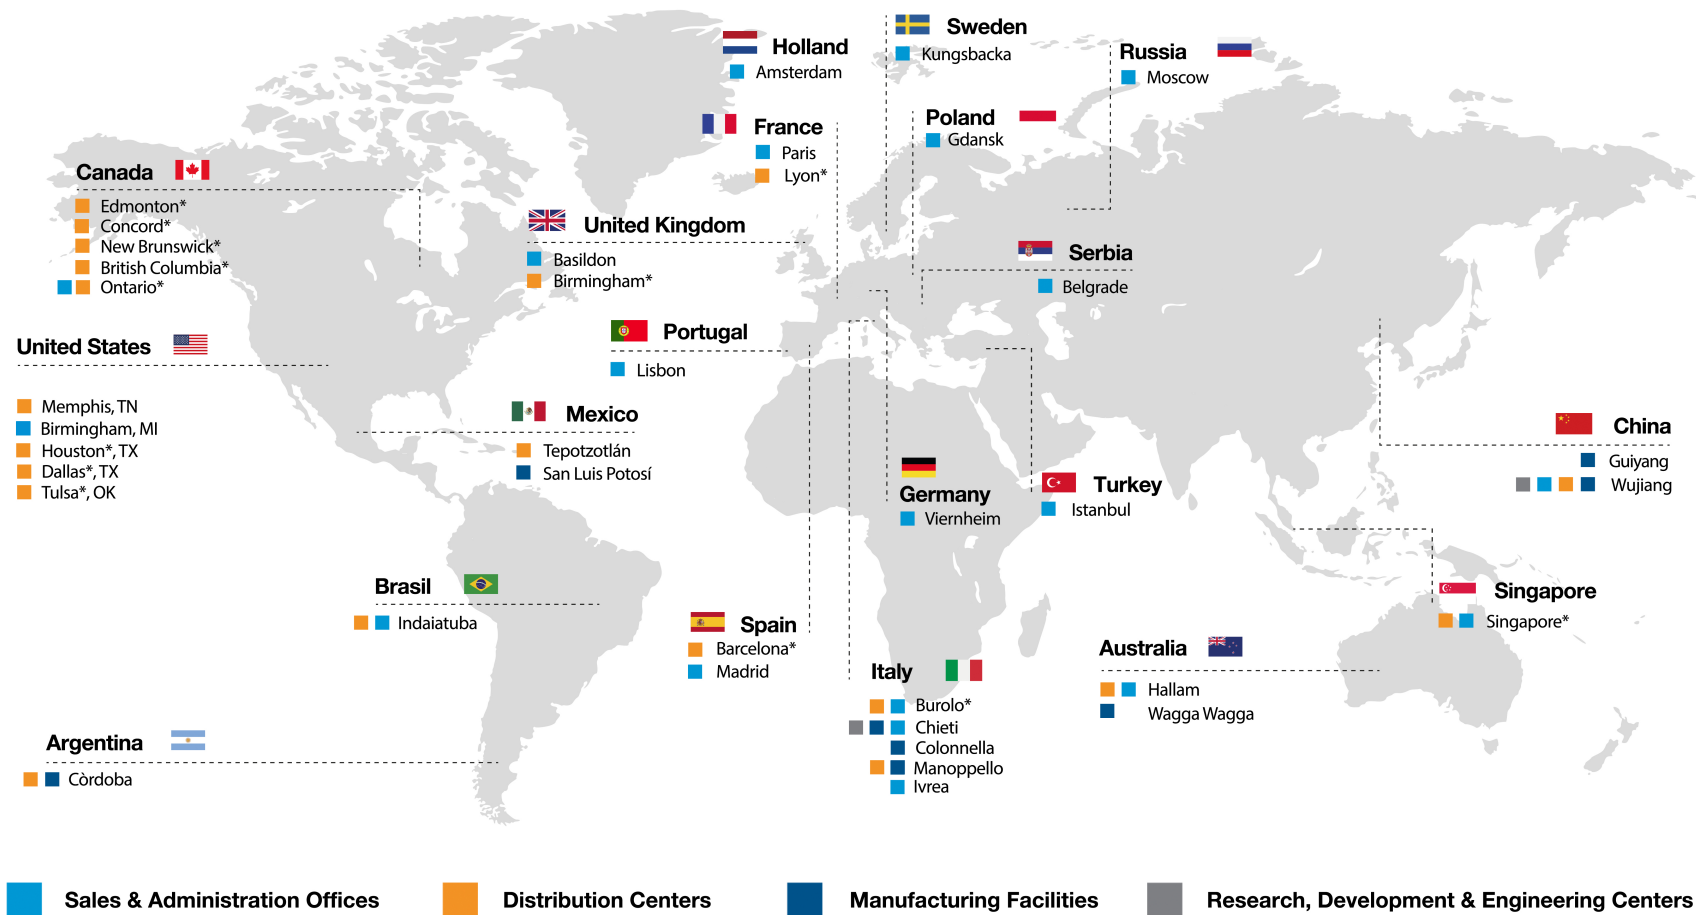 Sweden
Kungsbacka
Holland
Amsterdam
Russia
Moscow
France
Paris
Lyon*
Poland
Gdansk
Canada
Edmonton*
Concord*
New Brunswick*
British Columbia*
Ontario*
United Kingdom
Basildon
Birmingham*
Serbia
Belgrade
United States
Memphis, TN
Birmingham, MI
Houston*, TX
Dallas*, TX
Tulsa*, OK
Portugal
Lisbon
Mexico
Tepotzotlán
San Luis Potosí
China
Guiyang
Wujiang
Germany
Viernheim
Turkey
Istanbul
Brasil
Indaiatuba
Spain
Barcelona*
Madrid
Singapore
Singapore*
Italy
Burolo*
Chieti
Colonnella
Manoppello
Ivrea
Australia
Hallam
Wagga Wagga
Argentina
Còrdoba
Sales & Administration Offices
Distribution Centers
Manufacturing Facilities
Research, Development & Engineering Centers